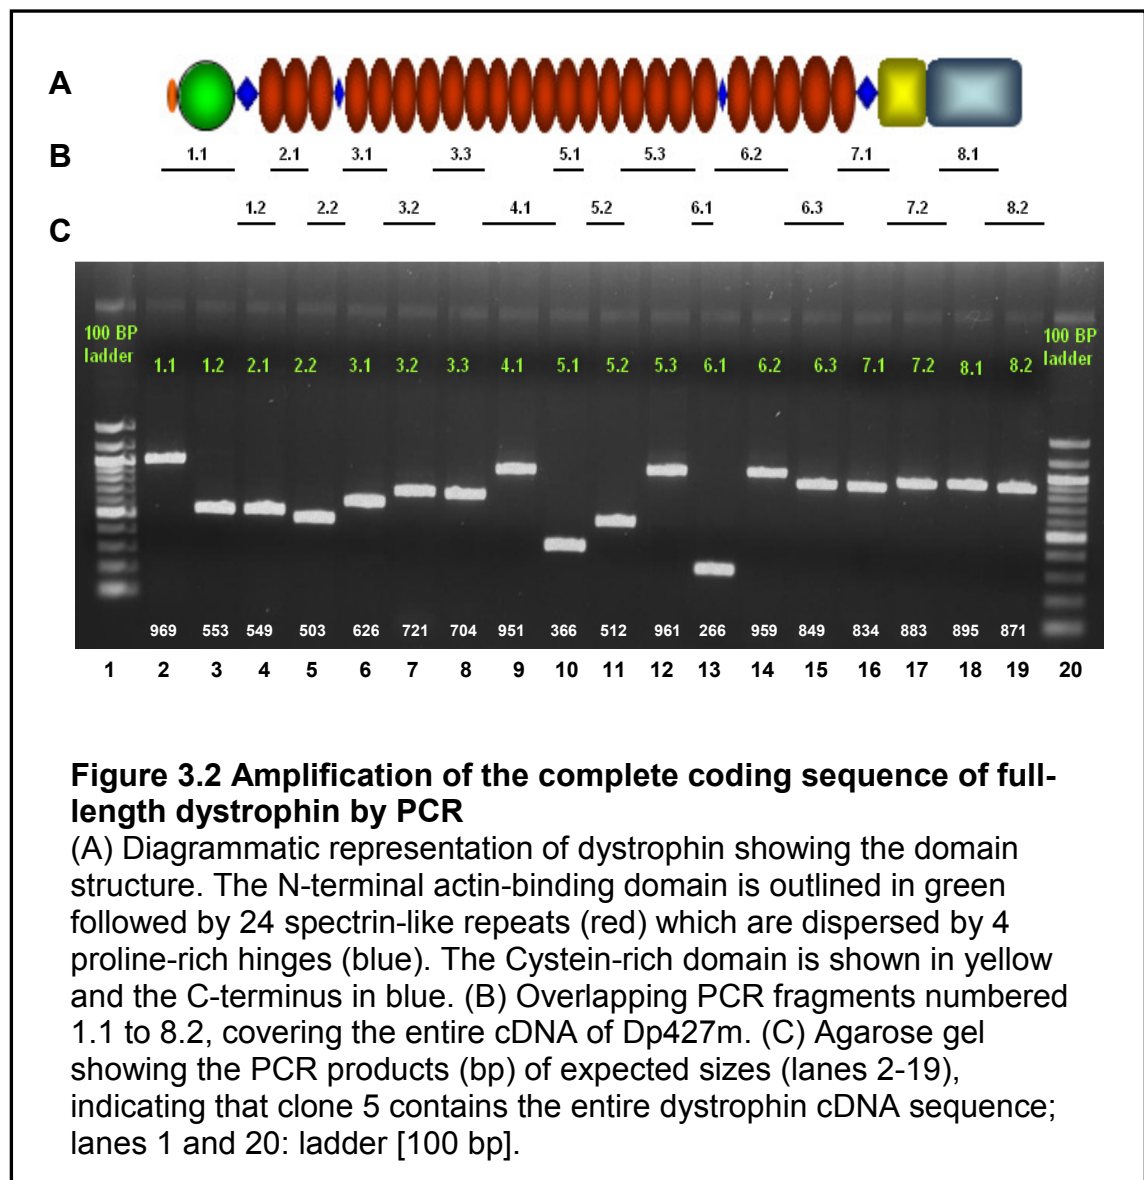 A
B
1.1 2.1 3.1 3.3 5.1 5.3 6.2 7.1 8.1
1.2 2.2 3.2 4.1 5.2 6.1 6.3 7.2 8.2
C
100 BP
ladder
100 BP
ladder
1.1 1.2 2.1 2.2 3.1 3.2 3.3 4.1 5.1 5.2 5.3 6.1 6.2 6.3 7.1 7.2 8.1 8.2
969 553 549 503 626 721 704 951 366 512 961 266 959 849 834 883 895 871
1 2 3 4 5 6 7 8 9 10 11 12 13 14 15 16 17 18 19 20
Figure 3.2 Amplification of the complete coding sequence of full-
length dystrophin by PCR
(A) Diagrammatic representation of dystrophin showing the domain
structure. The N-terminal actin-binding domain is outlined in green
followed by 24 spectrin-like repeats (red) which are dispersed by 4
proline-rich hinges (blue). The Cystein-rich domain is shown in yellow
and the C-terminus in blue. (B) Overlapping PCR fragments numbered
1.1 to 8.2, covering the entire cDNA of Dp427m. (C) Agarose gel
showing the PCR products (bp) of expected sizes (lanes 2-19),
indicating that clone 5 contains the entire dystrophin cDNA sequence;
lanes 1 and 20: ladder [100 bp].